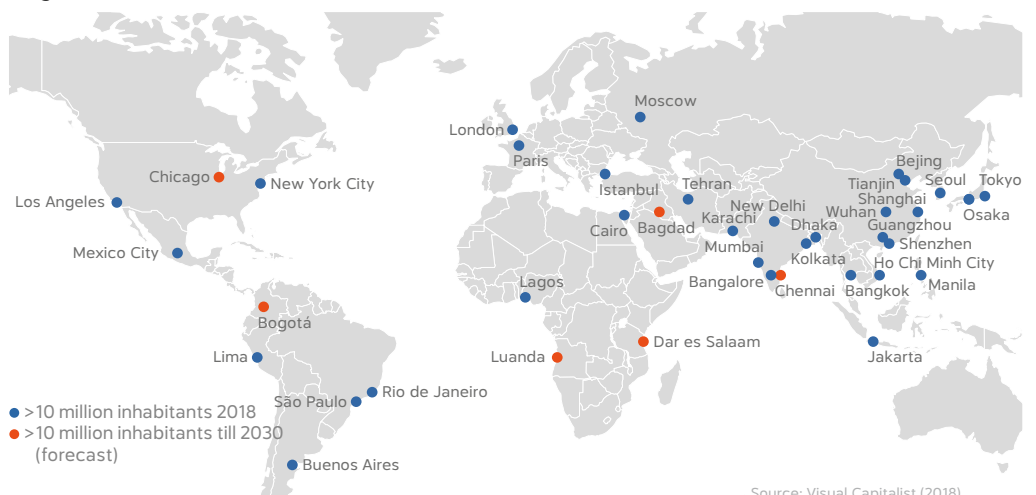 Moscow
London
Paris
Bejing
Chicago
New York City
Tianjin
Seoul
Tokyo
Istanbul
Tehran
Los Angeles
New Delhi
Shanghai
Karachi
Wuhan
Osaka
Cairo
Bagdad
Dhaka
Guangzhou
Mexico City
Mumbai
Shenzhen
Kolkata
Ho Chi Minh City
Lagos
Bangalore
Chennai
Bangkok
Manila
Bogotá
Lima
Luanda
Dar es Salaam
Jakarta
Rio de Janeiro
São Paulo
>10 million inhabitants 2018
>10 million inhabitants till 2030
(forecast)
Buenos Aires
Source: Visual Capitalist (2018)